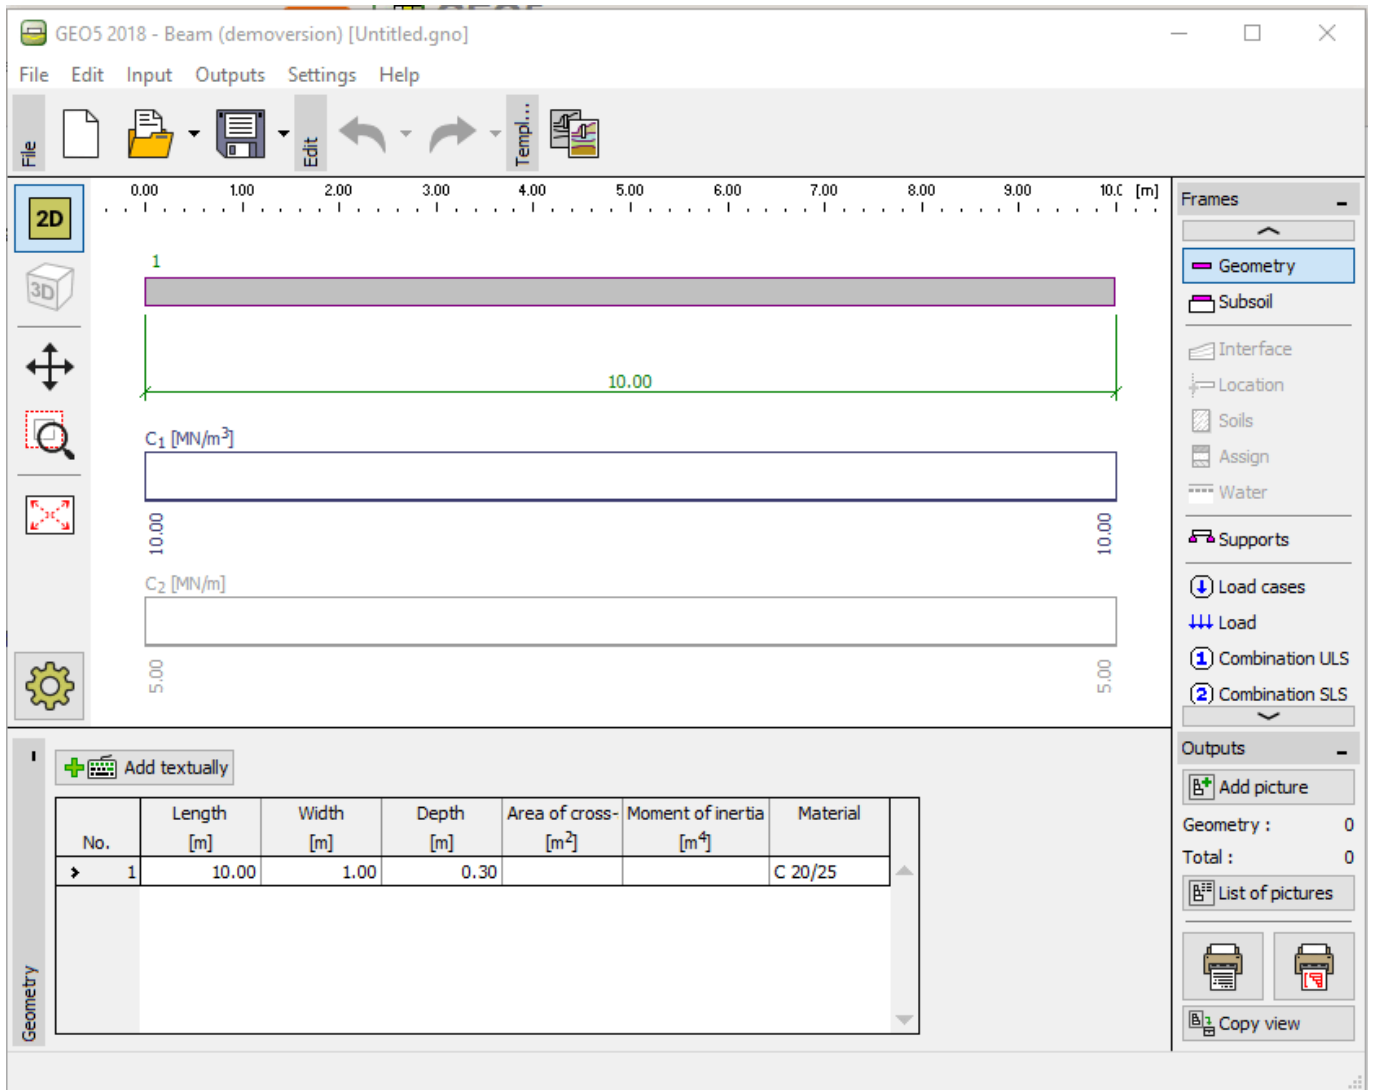 GEO5 2018 - Beam (demoversion) [Untitled.gno]
File Edit Input Outputs Settings Help
File
Edit
Templ...
2D
3D
0.00 1.00 2.00 3.00 4.00 5.00 6.00 7.00 8.00 9.00 10.0 [m]
1
10.00
C1 [MN/m3]
10.00 10.00
C2 [MN/m]
5.00 5.00
Frames
Geometry
Subsoil
Interface
Location
Soils
Assign
Water
Supports
Load cases
Load
1 Combination ULS
2 Combination SLS
Outputs
Add picture
Geometry : 0
Total : 0
List of pictures
Copy view
Geometry
Add textually
Length Width Depth Area of cross- Moment of inertia Material
No. [m] [m] [m] [m2] [m4]
1 10.00 1.00 0.30 C 20/25